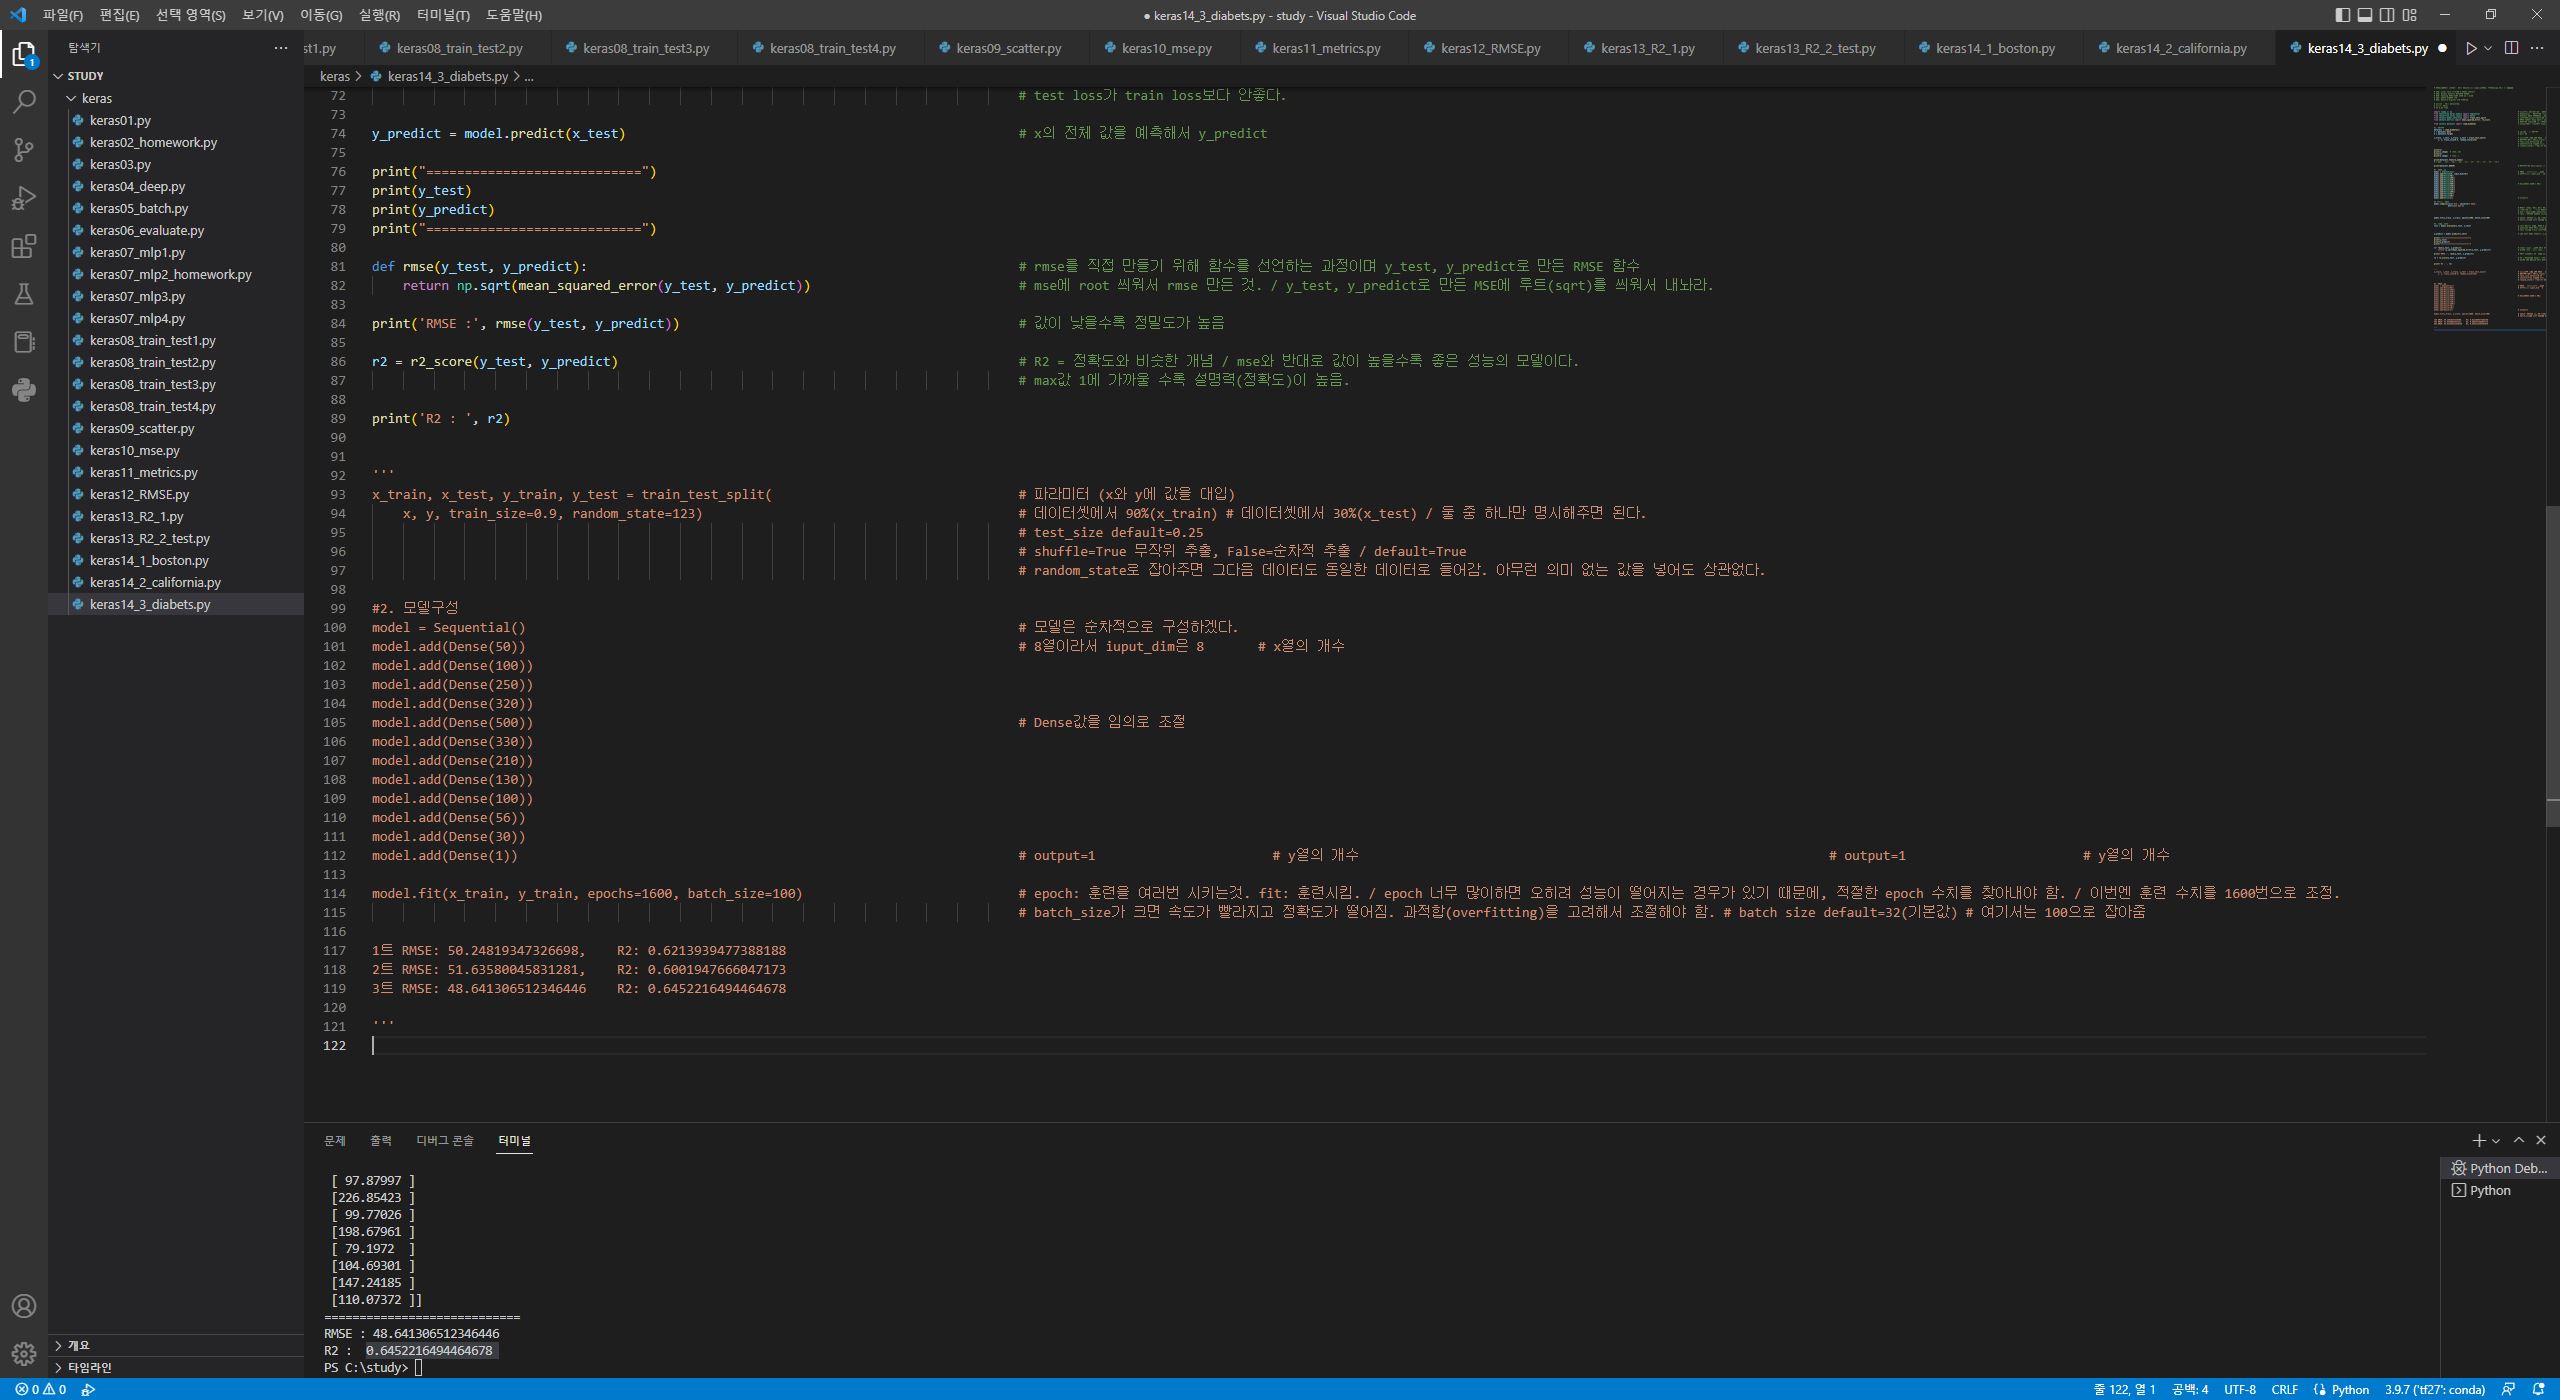 파일(F) 편집(E) 선택 영역(S) 보기(V) 이동(G) 실행(R) 터미널(T) 도움말(H)
● keras14_3_diabets.py - study - Visual Studio Code
탐색기
st1.py keras08_train_test2.py keras08_train_test3.py keras08_train_test4.py keras09_scatter.py keras10_mse.py keras11_metrics.py keras12_RMSE.py keras13_R2_1.py keras13_R2_2_test.py keras14_1_boston.py keras14_2_california.py keras14_3_diabets.py
keras > keras14_3_diabets.py > ...
1
STUDY
keras
keras01.py
keras02_homework.py
keras03.py
keras04_deep.py
keras05_batch.py
keras06_evaluate.py
keras07_mlp1.py
keras07_mlp2_homework.py
keras07_mlp3.py
keras07_mlp4.py
keras08_train_test1.py
keras08_train_test2.py
keras08_train_test3.py
keras08_train_test4.py
keras09_scatter.py
keras10_mse.py
keras11_metrics.py
keras12_RMSE.py
keras13_R2_1.py
keras13_R2_2_test.py
keras14_1_boston.py
keras14_2_california.py
keras14_3_diabets.py
개요
타임라인
72 # test loss가 train loss보다 안좋다.
73
74 y_predict = model.predict(x_test) # x의 전체 값을 예측해서 y_predict
75
76 print("============================")
77 print(y_test)
78 print(y_predict)
79 print("============================")
80
81 def rmse(y_test, y_predict): # rmse를 직접 만들기 위해 함수를 선언하는 과정이며 y_test, y_predict로 만든 RMSE 함수
82 return np.sqrt(mean_squared_error(y_test, y_predict)) # mse에 root 씌워서 rmse 만든 것. / y_test, y_predict로 만든 MSE에 루트(sqrt)를 씌워서 내놔라.
83
84 print('RMSE :', rmse(y_test, y_predict)) # 값이 낮을수록 정밀도가 높음
85
86 r2 = r2_score(y_test, y_predict) # R2 = 정확도와 비슷한 개념 / mse와 반대로 값이 높을수록 좋은 성능의 모델이다.
87 # max값 1에 가까울 수록 설명력(정확도)이 높음.
88
89 print('R2 : ', r2)
90
91
92 '''
93 x_train, x_test, y_train, y_test = train_test_split( # 파라미터 (x와 y에 값을 대입)
94 x, y, train_size=0.9, random_state=123) # 데이터셋에서 90%(x_train) # 데이터셋에서 30%(x_test) / 둘 중 하나만 명시해주면 된다.
95 # test_size default=0.25
96 # shuffle=True 무작위 추출, False=순차적 추출 / default=True
97 # random_state로 잡아주면 그다음 데이터도 동일한 데이터로 들어감. 아무런 의미 없는 값을 넣어도 상관없다.
98
99 #2. 모델구성
100 model = Sequential() # 모델은 순차적으로 구성하겠다.
101 model.add(Dense(50)) # 8열이라서 iuput_dim은 8 # x열의 개수
102 model.add(Dense(100))
103 model.add(Dense(250))
104 model.add(Dense(320))
105 model.add(Dense(500)) # Dense값을 임의로 조절
106 model.add(Dense(330))
107 model.add(Dense(210))
108 model.add(Dense(130))
109 model.add(Dense(100))
110 model.add(Dense(56))
111 model.add(Dense(30))
112 model.add(Dense(1)) # output=1 # y열의 개수 # output=1 # y열의 개수
113
114 model.fit(x_train, y_train, epochs=1600, batch_size=100) # epoch: 훈련을 여러번 시키는것. fit: 훈련시킴. / epoch 너무 많이하면 오히려 성능이 떨어지는 경우가 있기 때문에, 적절한 epoch 수치를 찾아내야 함. / 이번엔 훈련 수치를 1600번으로 조정.
115 # batch_size가 크면 속도가 빨라지고 정확도가 떨어짐. 과적합(overfitting)을 고려해서 조절해야 함. # batch size default=32(기본값) # 여기서는 100으로 잡아줌
116
117 1트 RMSE: 50.24819347326698, R2: 0.6213939477388188
118 2트 RMSE: 51.63580045831281, R2: 0.6001947666047173
119 3트 RMSE: 48.641306512346446 R2: 0.6452216494464678
120
121 '''
122
문제 출력 디버그 콘솔 터미널
[ 97.87997 ]
[226.85423 ]
[ 99.77026 ]
[198.67961 ]
[ 79.1972 ]
[104.69301 ]
[147.24185 ]
[110.07372 ]]
============================
RMSE : 48.641306512346446
R2 : 0.6452216494464678
PS C:\study>
Python Deb...
Python
0 0
줄 122, 열 1 공백: 4 UTF-8 CRLF Python 3.9.7 ('tf27': conda)